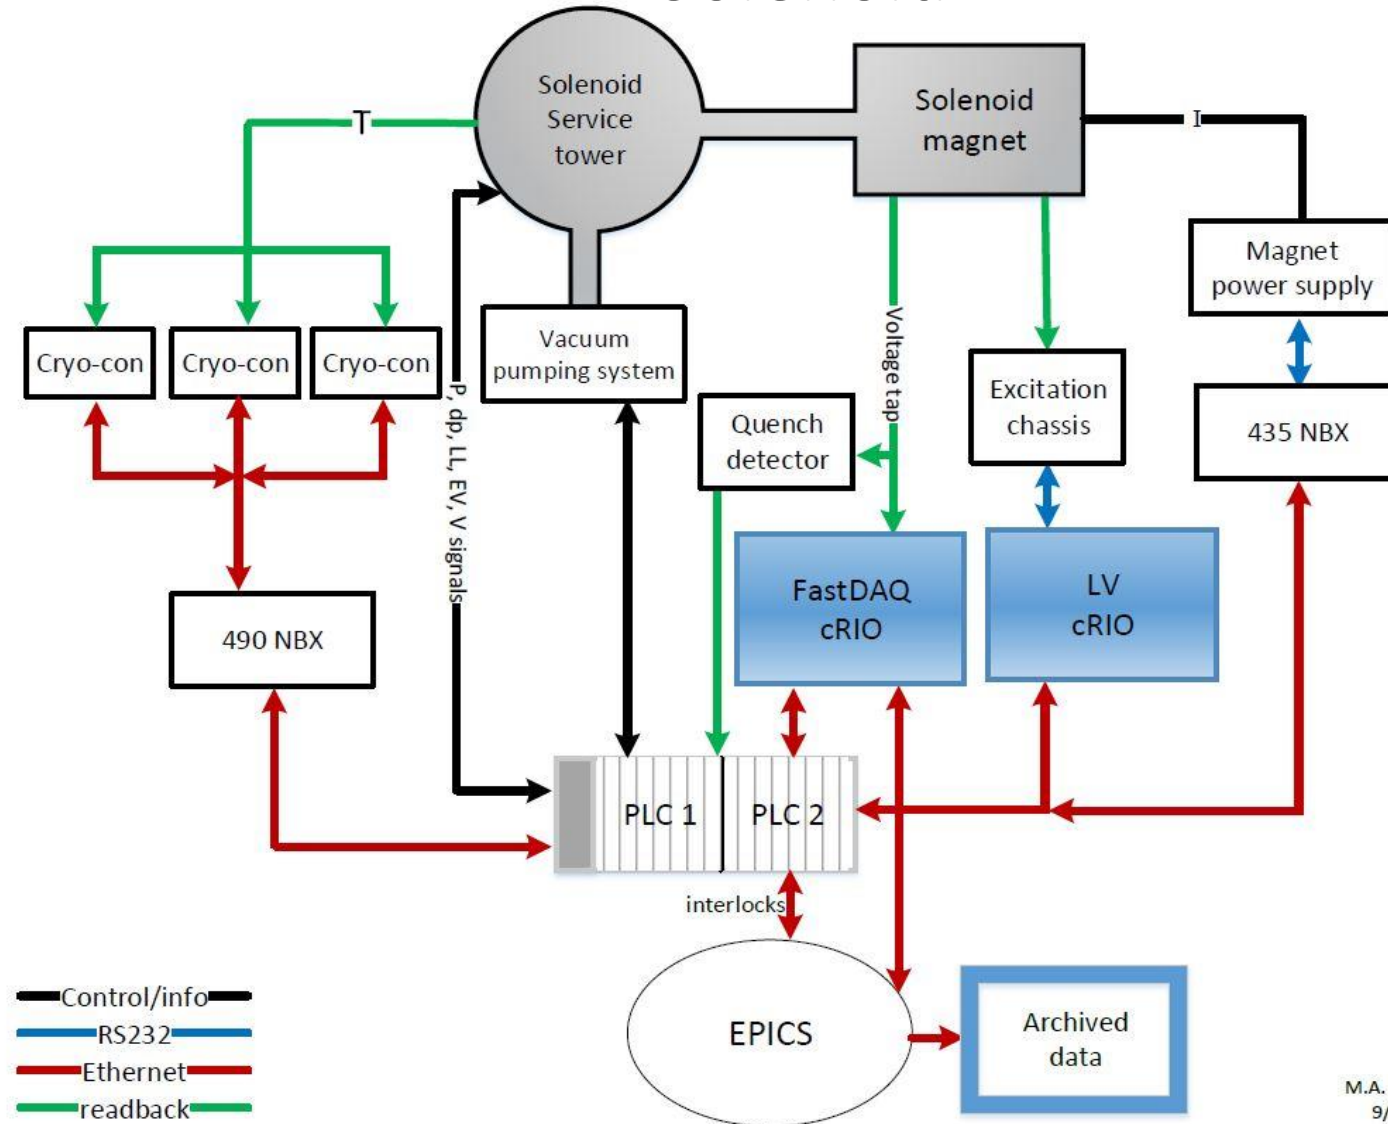 Solenoid
Service
tower
Solenoid
magnet
T
I
Magnet
power supply
Cryo-con
Cryo-con
Cryo-con
Vacuum
pumping system
P, dp, LL, EV, V signals
Voltage tap
Quench
detector
Excitation
chassis
435 NBX
490 NBX
FastDAQ
cRIO
LV
cRIO
PLC 1
PLC 2
interlocks
EPICS
Archived
data
Control/info
RS232
Ethernet
readback
M.A.
9/